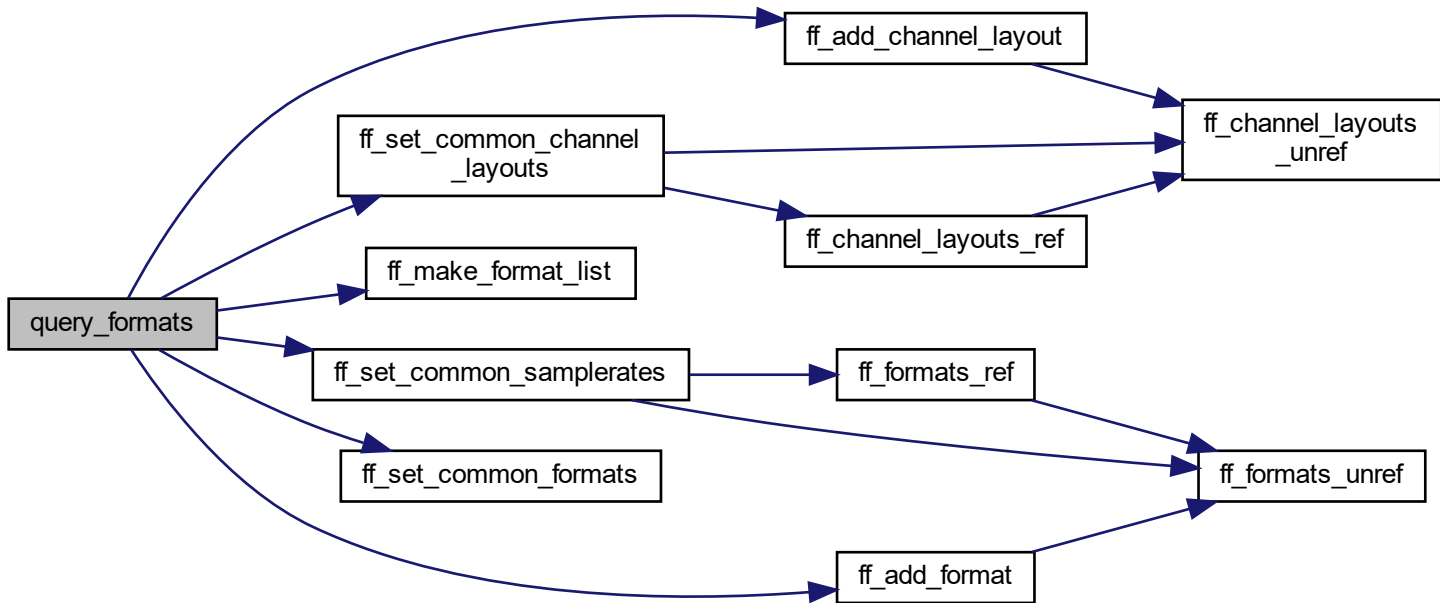 ff_add_channel_layout
ff_channel_layouts
_unref
ff_set_common_channel
_layouts
ff_channel_layouts_ref
ff_make_format_list
query_formats
ff_set_common_samplerates
ff_formats_ref
ff_set_common_formats
ff_formats_unref
ff_add_format